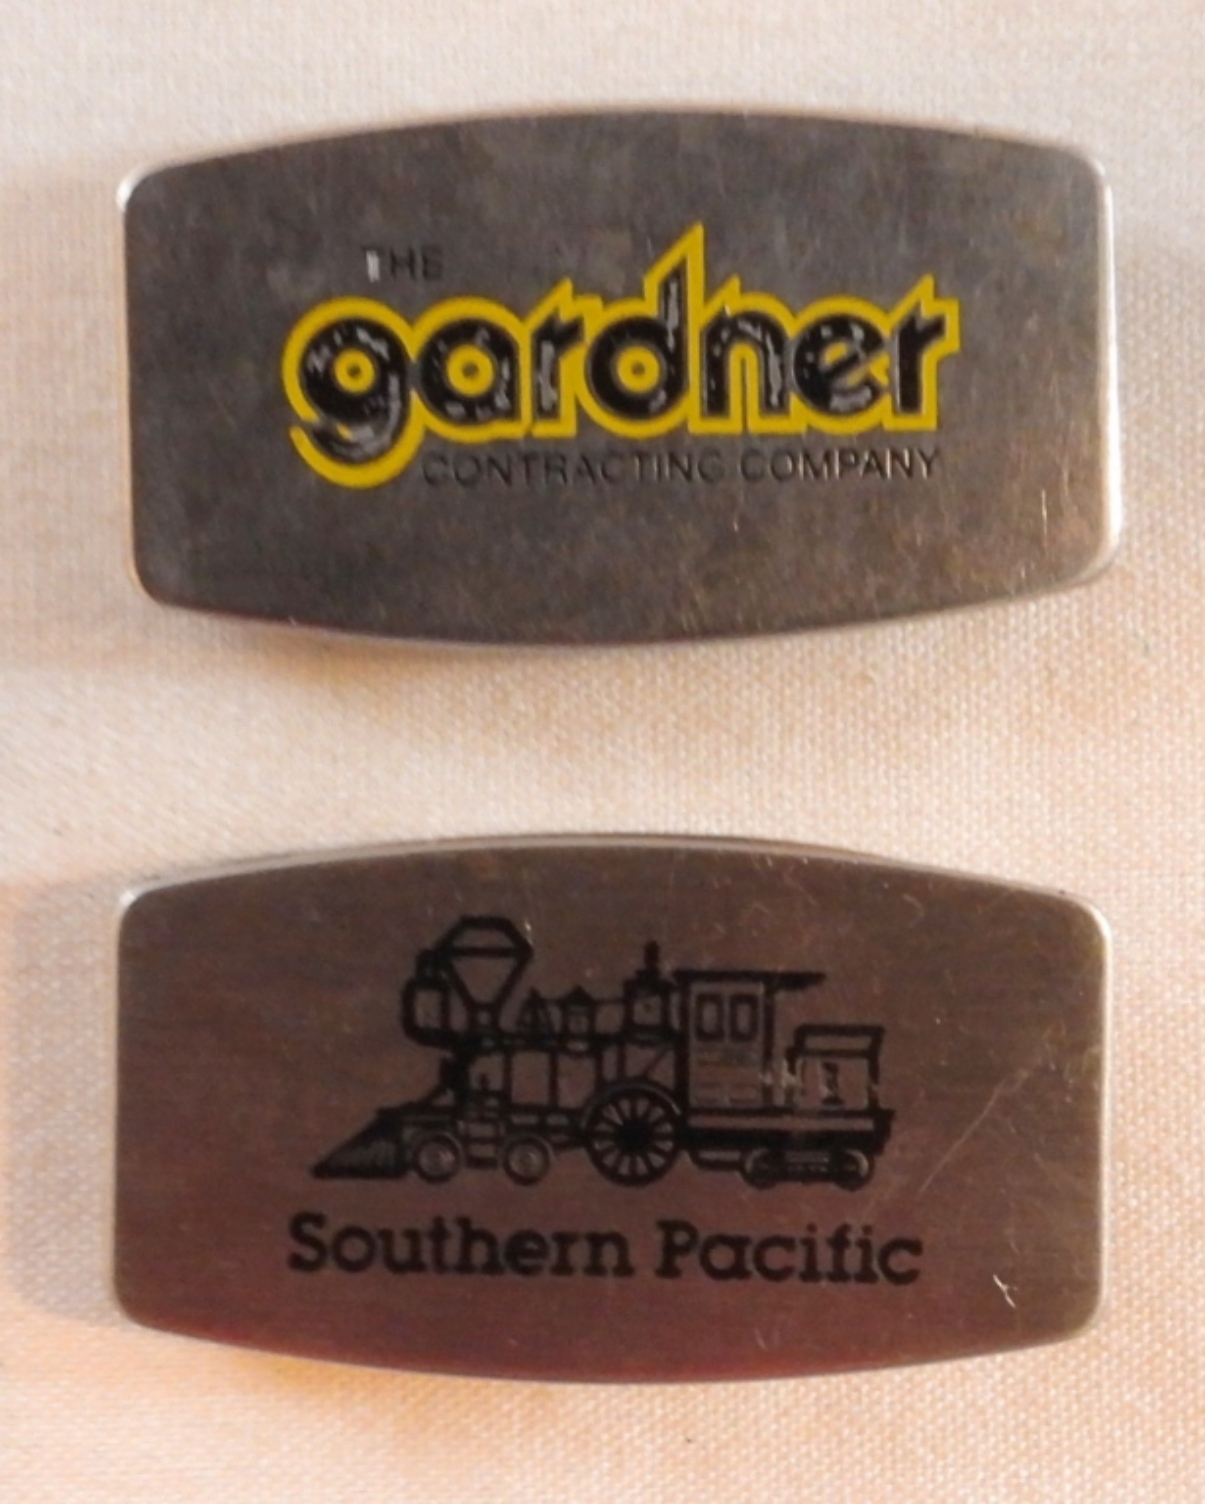 THE
gardner
CONTRACTING COMPANY
Southern Pacific